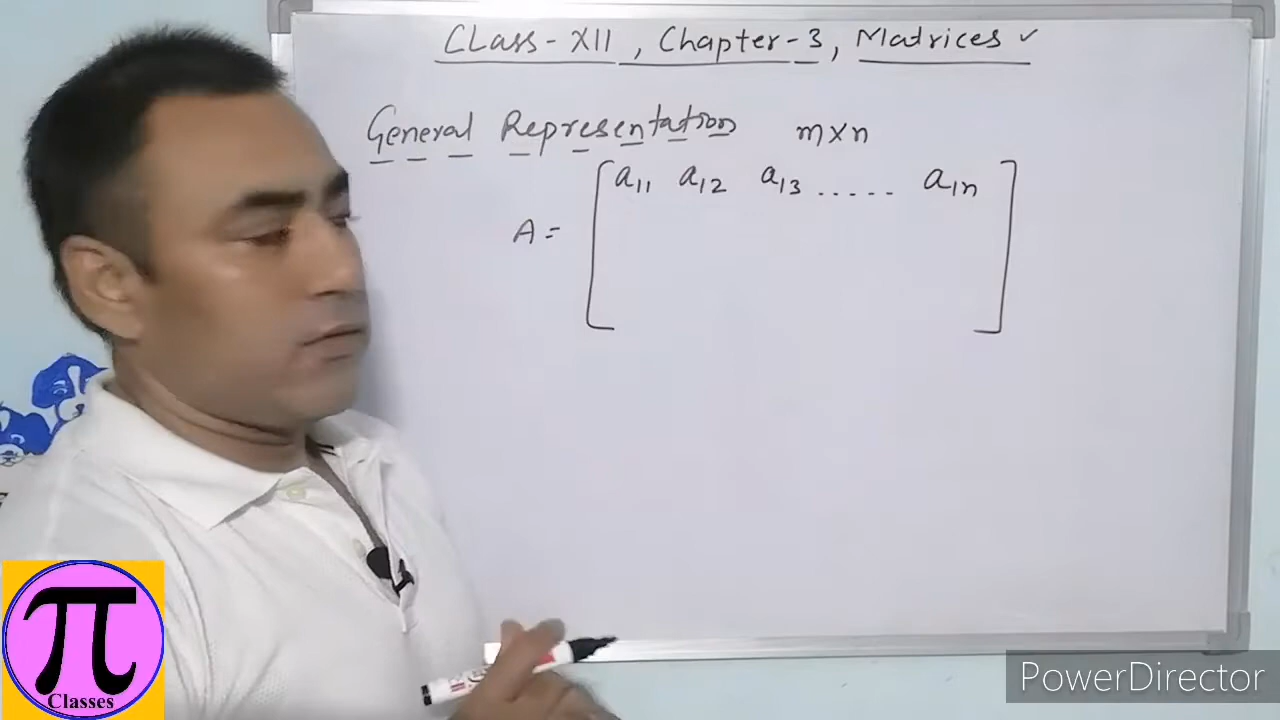 CLass-XII, Chapter-3, Matrices ✓
General Representation m×n
a₁₁ a₁₂ a₁₃ ..... a₁ₙ
A =
π
Classes
PowerDirector